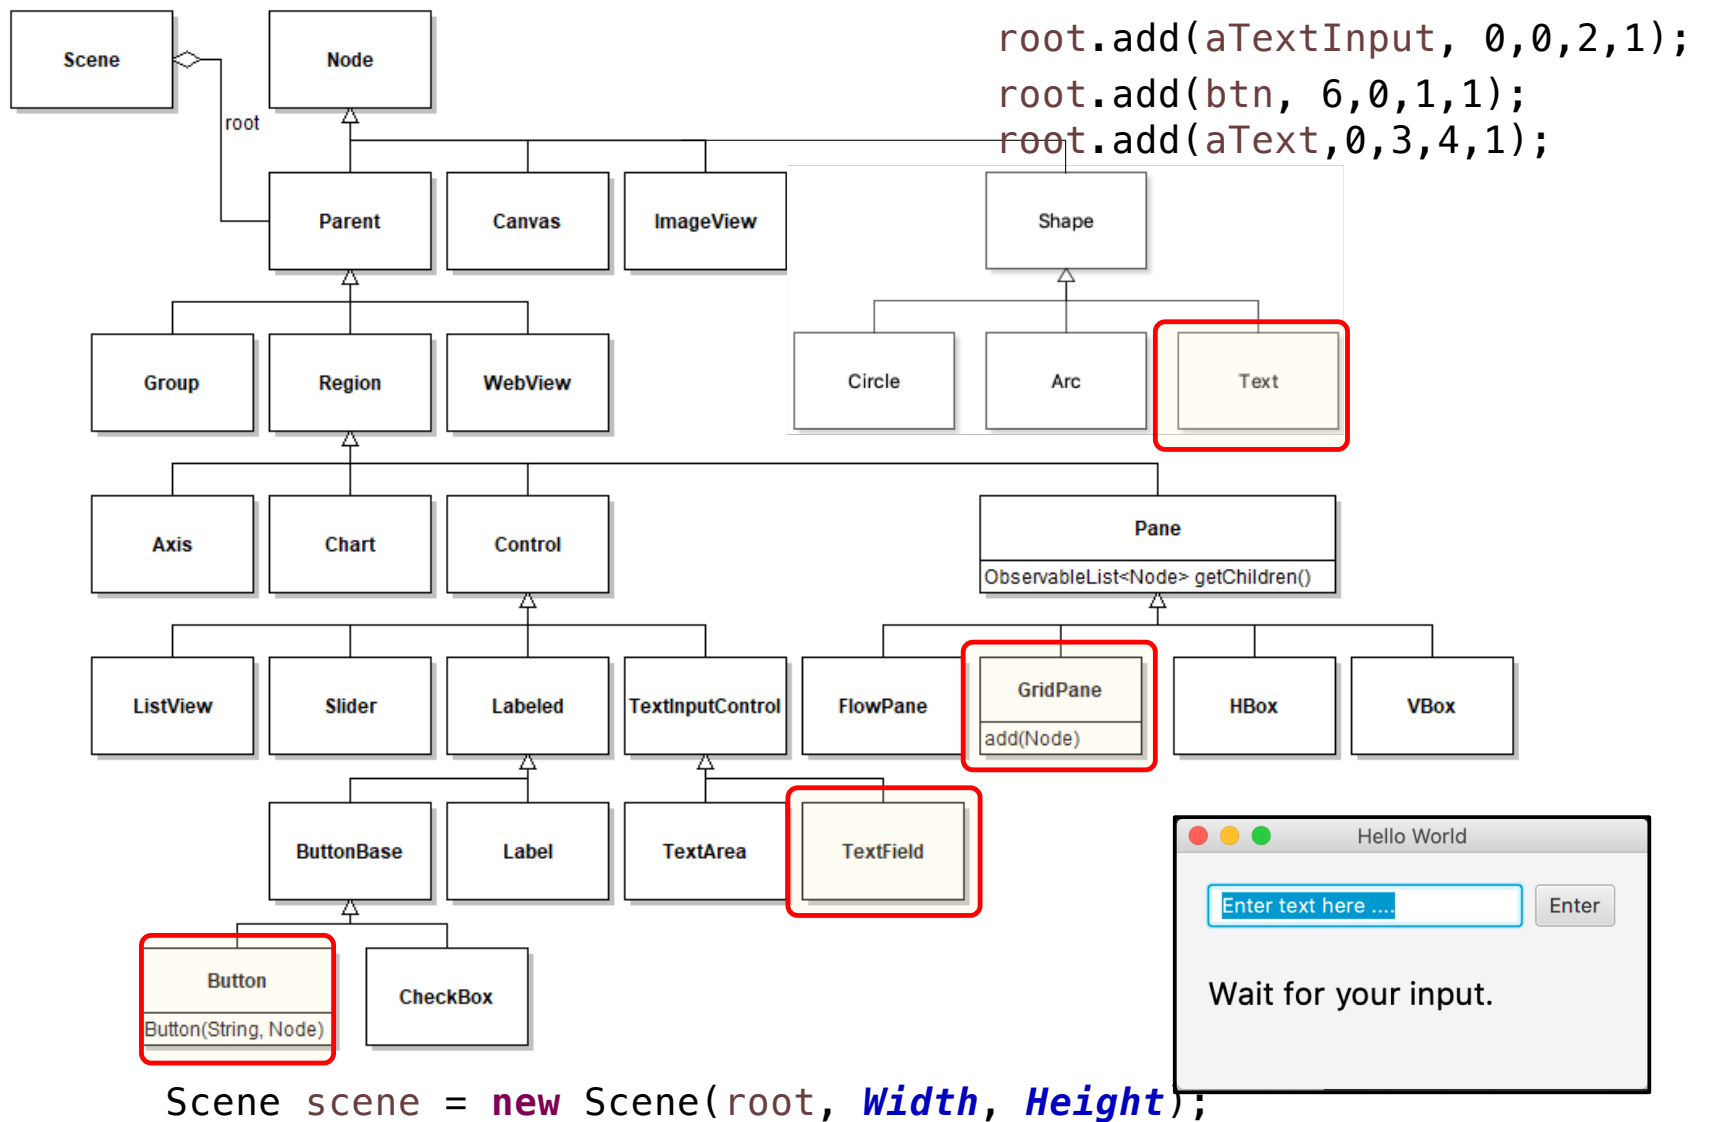 root.add(aTextInput, 0,0,2,1);
root.add(btn, 6,0,1,1);
root.add(aText,0,3,4,1);
Scene
Node
root
Parent
Canvas
ImageView
Shape
Group
Region
WebView
Circle
Arc
Text
Axis
Chart
Control
Pane
ObservableList<Node> getChildren()
ListView
Slider
Labeled
TextInputControl
FlowPane
GridPane
add(Node)
HBox
VBox
ButtonBase
Label
TextArea
TextField
Button
Button(String, Node)
CheckBox
Hello World
Enter text here ....
Enter
Wait for your input.
Scene scene = new Scene(root, Width, Height);